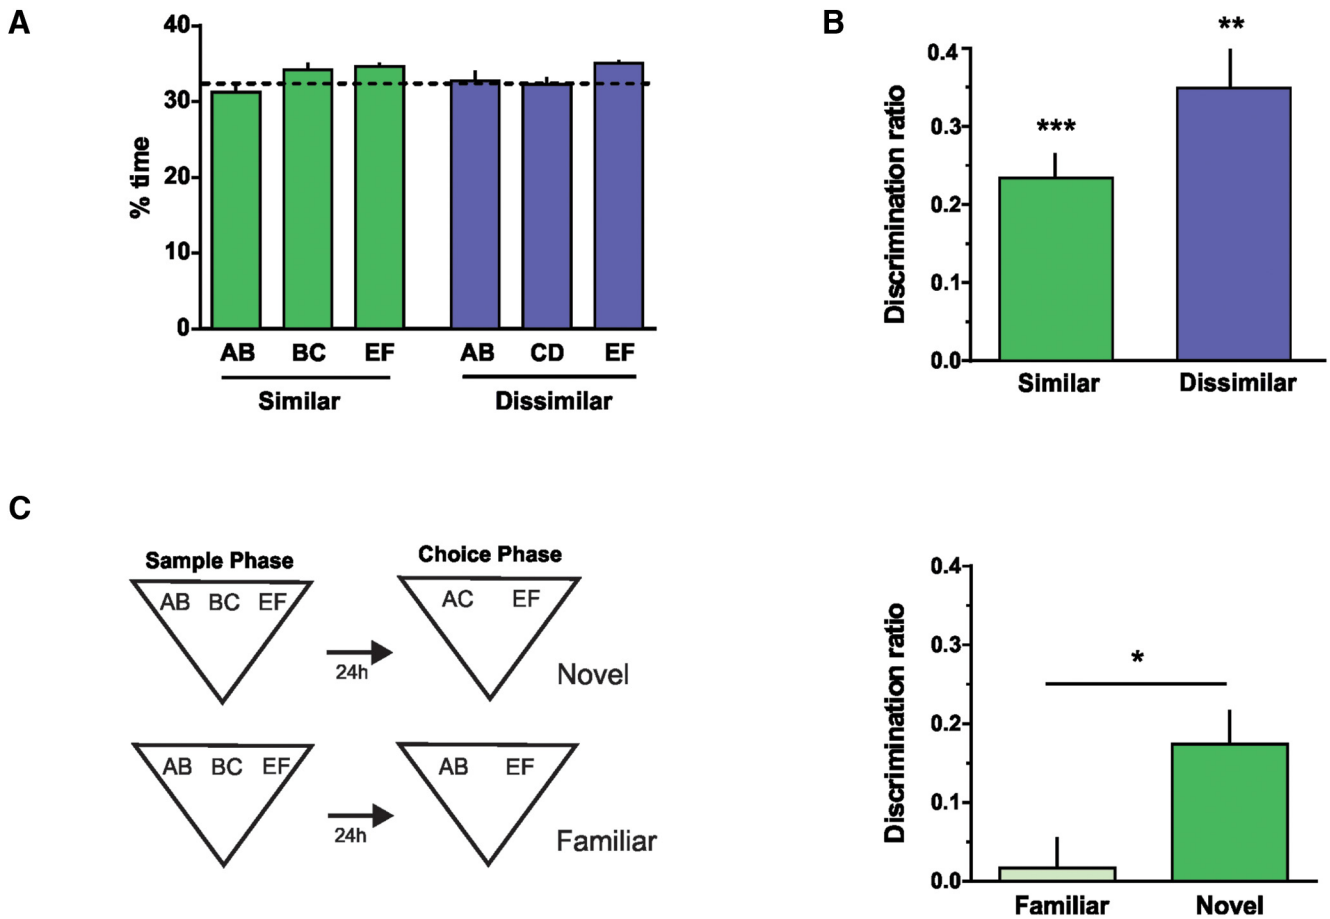 A
40
30
20
10
0
% time
AB BC EF AB CD EF
Similar Dissimilar
B
**
***
0.4
0.3
0.2
0.1
0.0
Discrimination ratio
Similar Dissimilar
C
Sample Phase Choice Phase
AB BC EF
24h
AC EF
Novel
AB BC EF
24h
AB EF
Familiar
0.4
0.3
0.2
0.1
0.0
Discrimination ratio
*
Familiar Novel